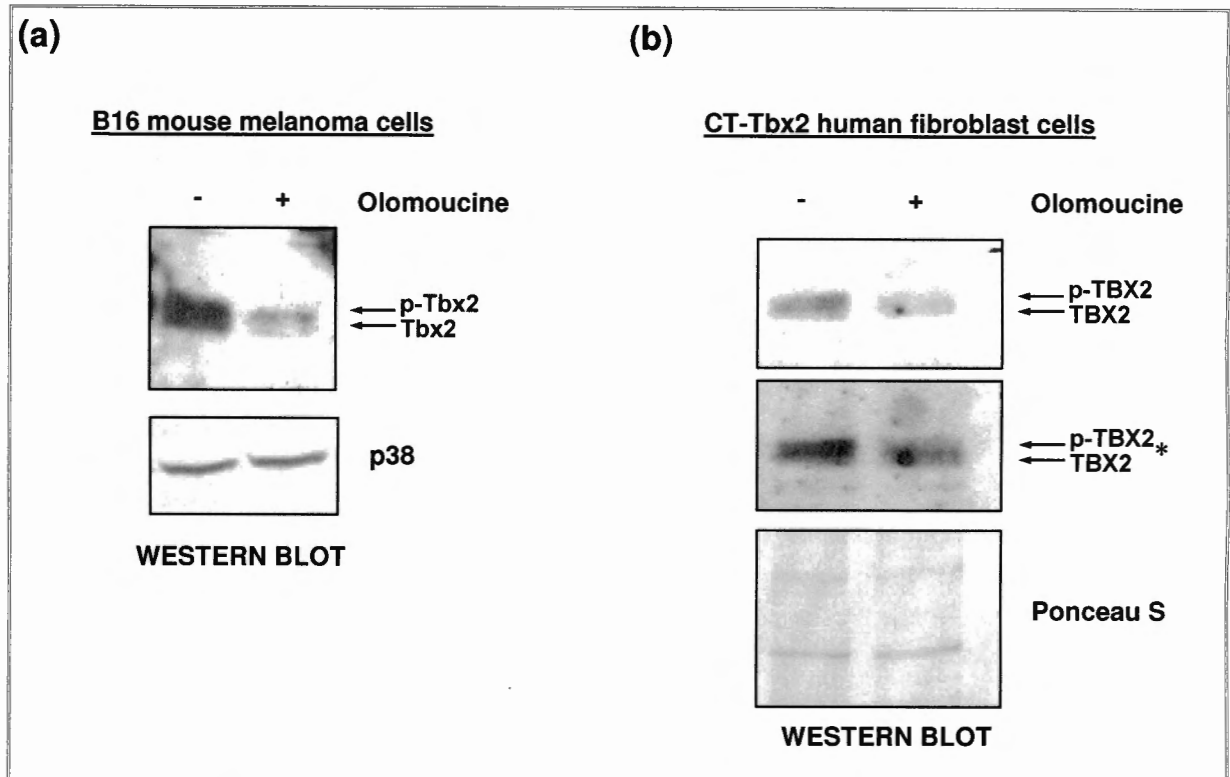 (a)
B16 mouse melanoma cells
- + Olomoucine
p-Tbx2
Tbx2
p38
WESTERN BLOT
(b)
CT-Tbx2 human fibroblast cells
- + Olomoucine
p-TBX2
TBX2
p-TBX2*
TBX2
Ponceau S
WESTERN BLOT